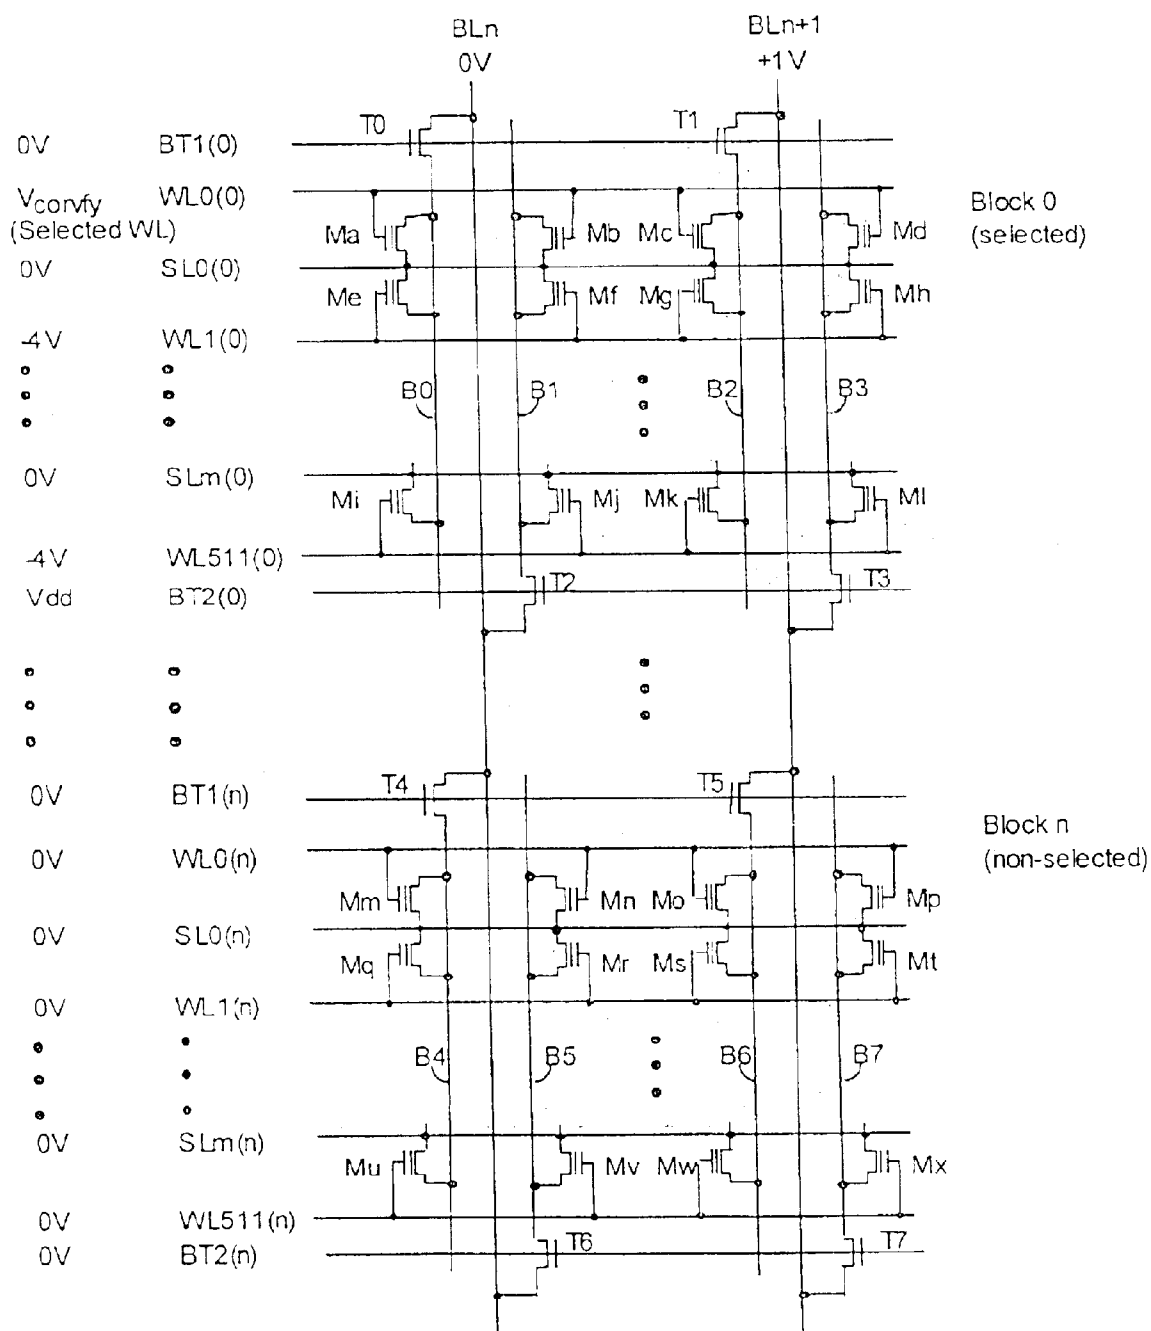 BLn BLn+1
0V +1V
T0 T1
0V BT1(0)
Vcorvfy WL0(0) Block 0
(Selected WL) (selected)
Ma Mb Mc Md
0V SL0(0)
Me Mf Mg Mh
-4V WL1(0)
B0 B1 B2 B3
0V SLm(0)
Mi Mj Mk Ml
-4V WL511(0)
T2 T3
Vdd BT2(0)
T4 T5
0V BT1(n)
Block n
0V WL0(n) (non-selected)
Mm Mn Mo Mp
0V SL0(n)
Mq Mr Ms Mt
0V WL1(n)
B4 B5 B6 B7
0V SLm(n)
Mu Mv Mw Mx
0V WL511(n)
T6 T7
0V BT2(n)